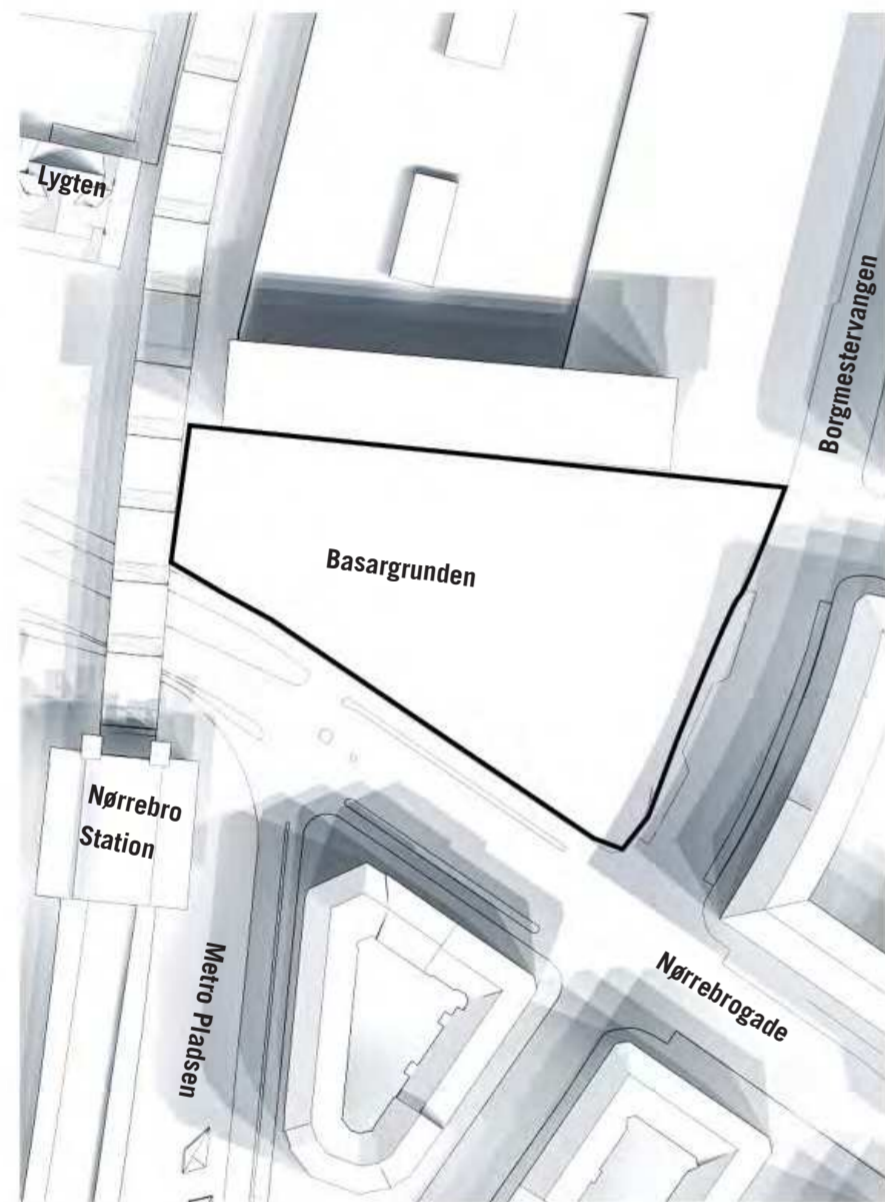 Lygten
Borgmestervangen
Basargrunden
Nørrebro
Station
Metro Pladsen
Nørrebrogade